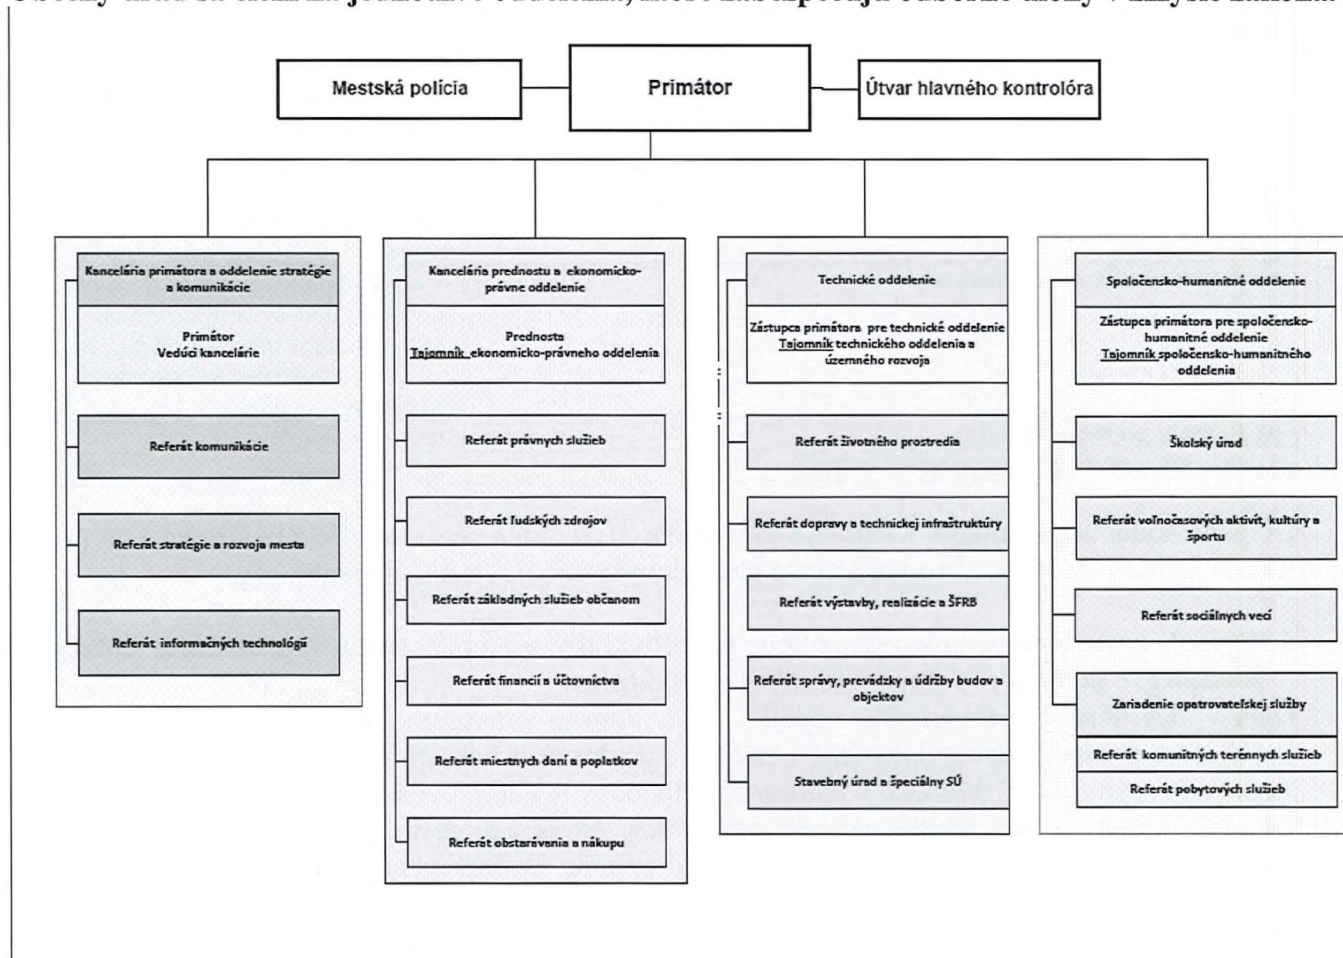 Mestská polícia
Primátor
Útvar hlavného kontrolóra
Kancelária primátora a oddelenie stratégie
a komunikácie
Primátor
Vedúci kancelárie
Referát komunikácie
Referát stratégie a rozvoja mesta
Referát informačných technológií
Kancelária prednostu a ekonomicko-
právne oddelenie
Prednosta
Tajomník ekonomicko-právneho oddelenia
Referát právnych služieb
Referát ľudských zdrojov
Referát základných služieb občanom
Referát financií a účtovníctva
Referát miestnych daní a poplatkov
Referát obstarávania a nákupu
Technické oddelenie
Zástupca primátora pre technické oddelenie
Tajomník technického oddelenia a
územného rozvoja
Referát životného prostredia
Referát dopravy a technickej infraštruktúry
Referát výstavby, realizácie a ŠFRB
Referát správy, prevádzky a údržby budov a
objektov
Stavebný úrad a špeciálny SÚ
Spoločensko-humanitné oddelenie
Zástupca primátora pre spoločensko-
humanitné oddelenie
Tajomník spoločensko-humanitného
oddelenia
Školský úrad
Referát voľnočasových aktivít, kultúry a
športu
Referát sociálnych vecí
Zariadenie opatrovateľskej služby
Referát komunitných terénnych služieb
Referát pobytových služieb